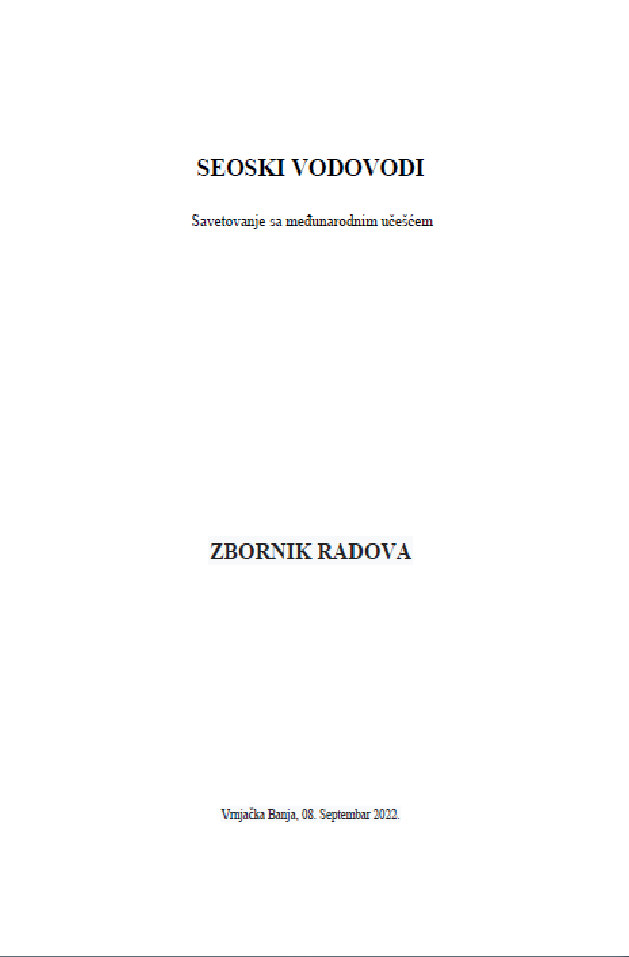 SEOSKI VODOVODI
Savetovanje sa međunarodnim učešćem
ZBORNIK RADOVA
Vrnjačka Banja, 08. Septembar 2022.